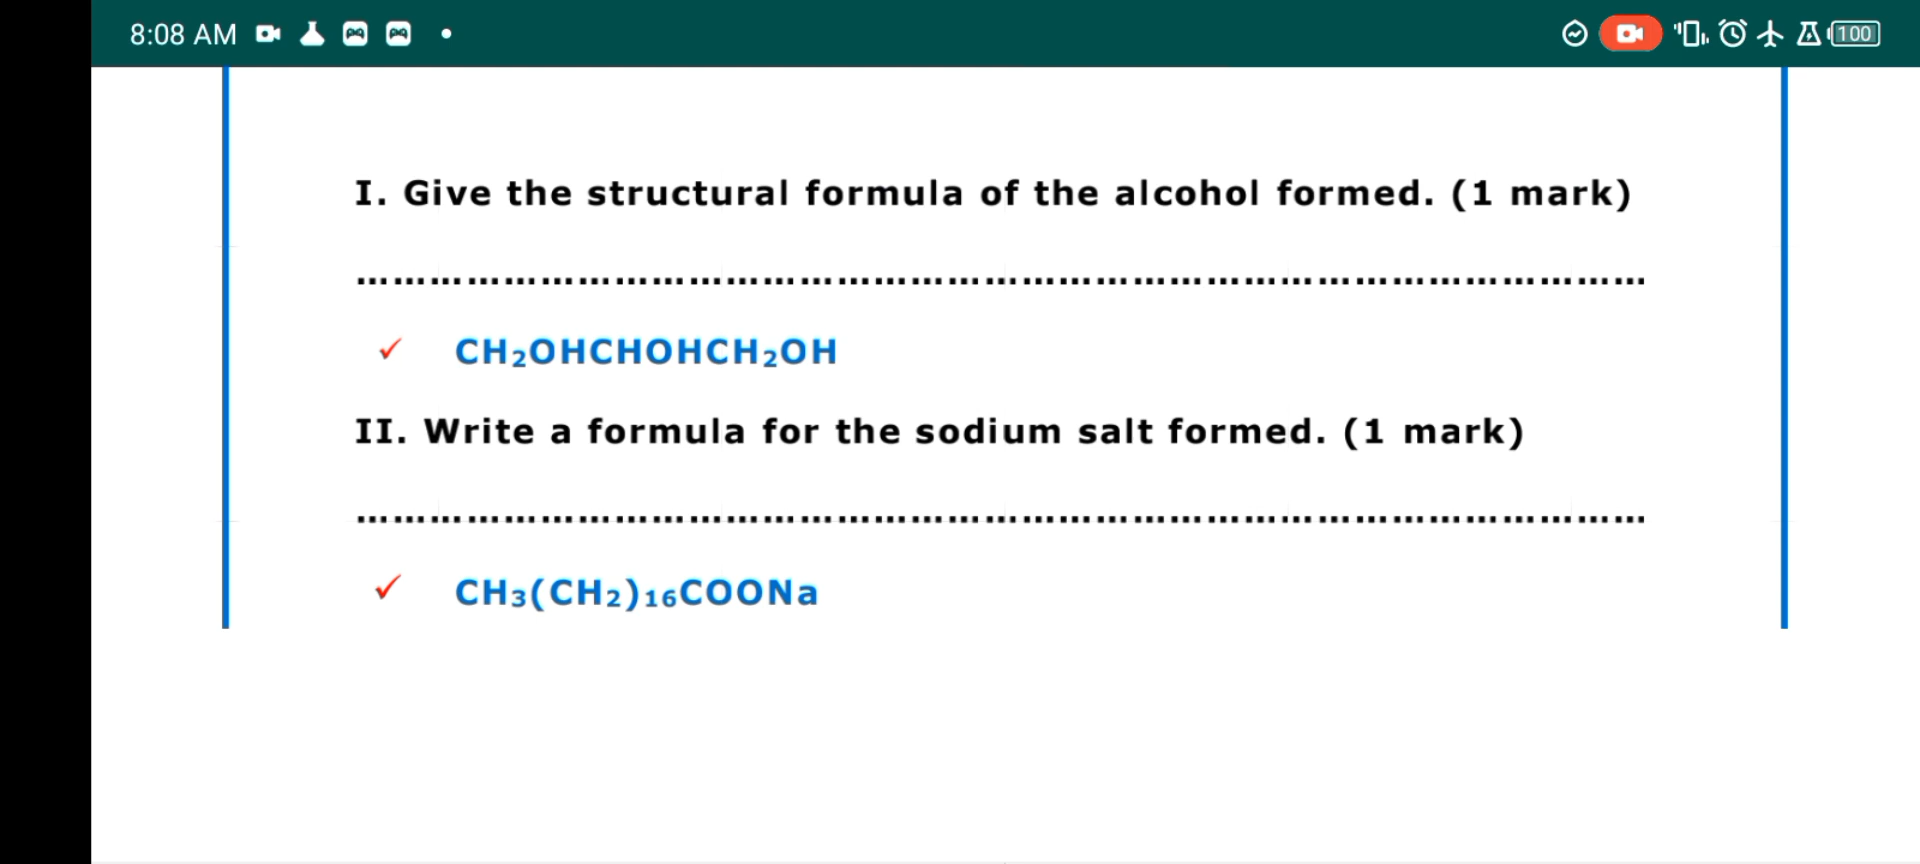 8:08 AM
100
I. Give the structural formula of the alcohol formed. (1 mark)
........................................................................................................
✓ CH₂OHCHOHCH₂OH
II. Write a formula for the sodium salt formed. (1 mark)
........................................................................................................
✓ CH₃(CH₂)₁₆COONa